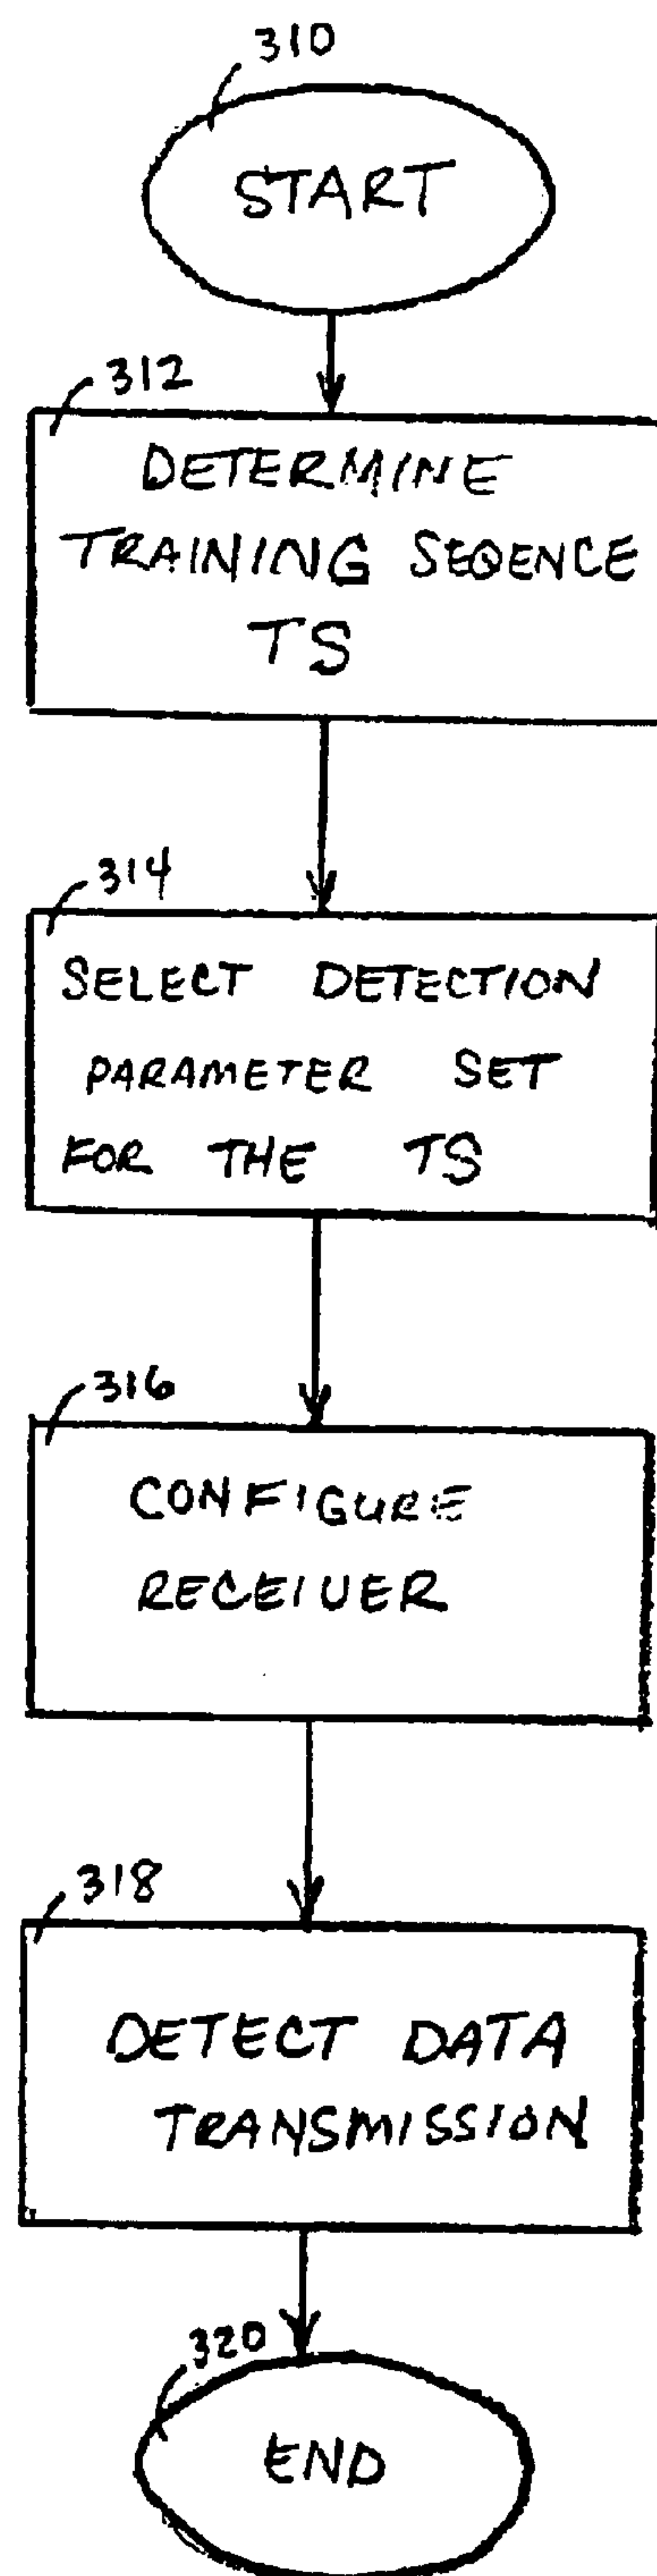 310
START
312
DETERMINE
TRAINING SEQENCE
TS
314
SELECT DETECTION
PARAMETER SET
FOR THE TS
316
CONFIGURE
RECEIVER
318
DETECT DATA
TRANSMISSION
320
END